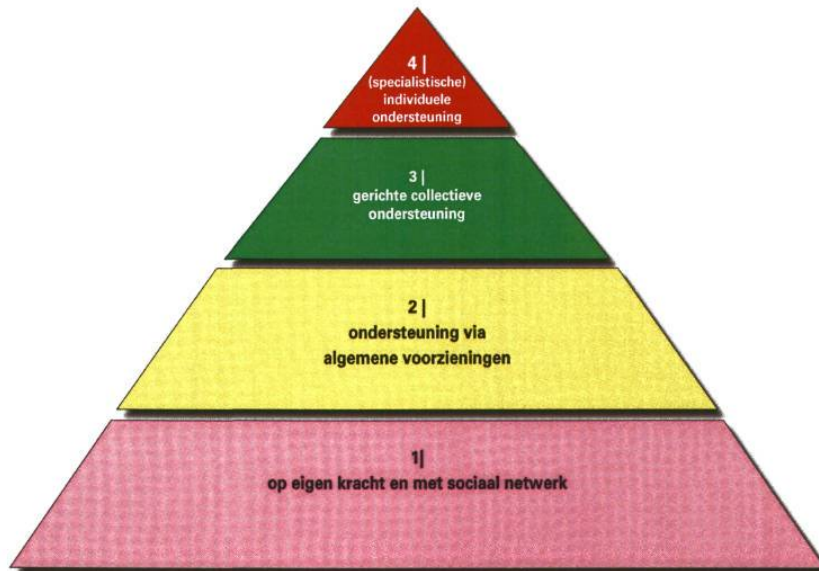 4 |
(specialistische)
individuele
ondersteuning
3 |
gerichte collectieve
ondersteuning
2 |
ondersteuning via
algemene voorzieningen
1|
op eigen kracht en met sociaal netwerk